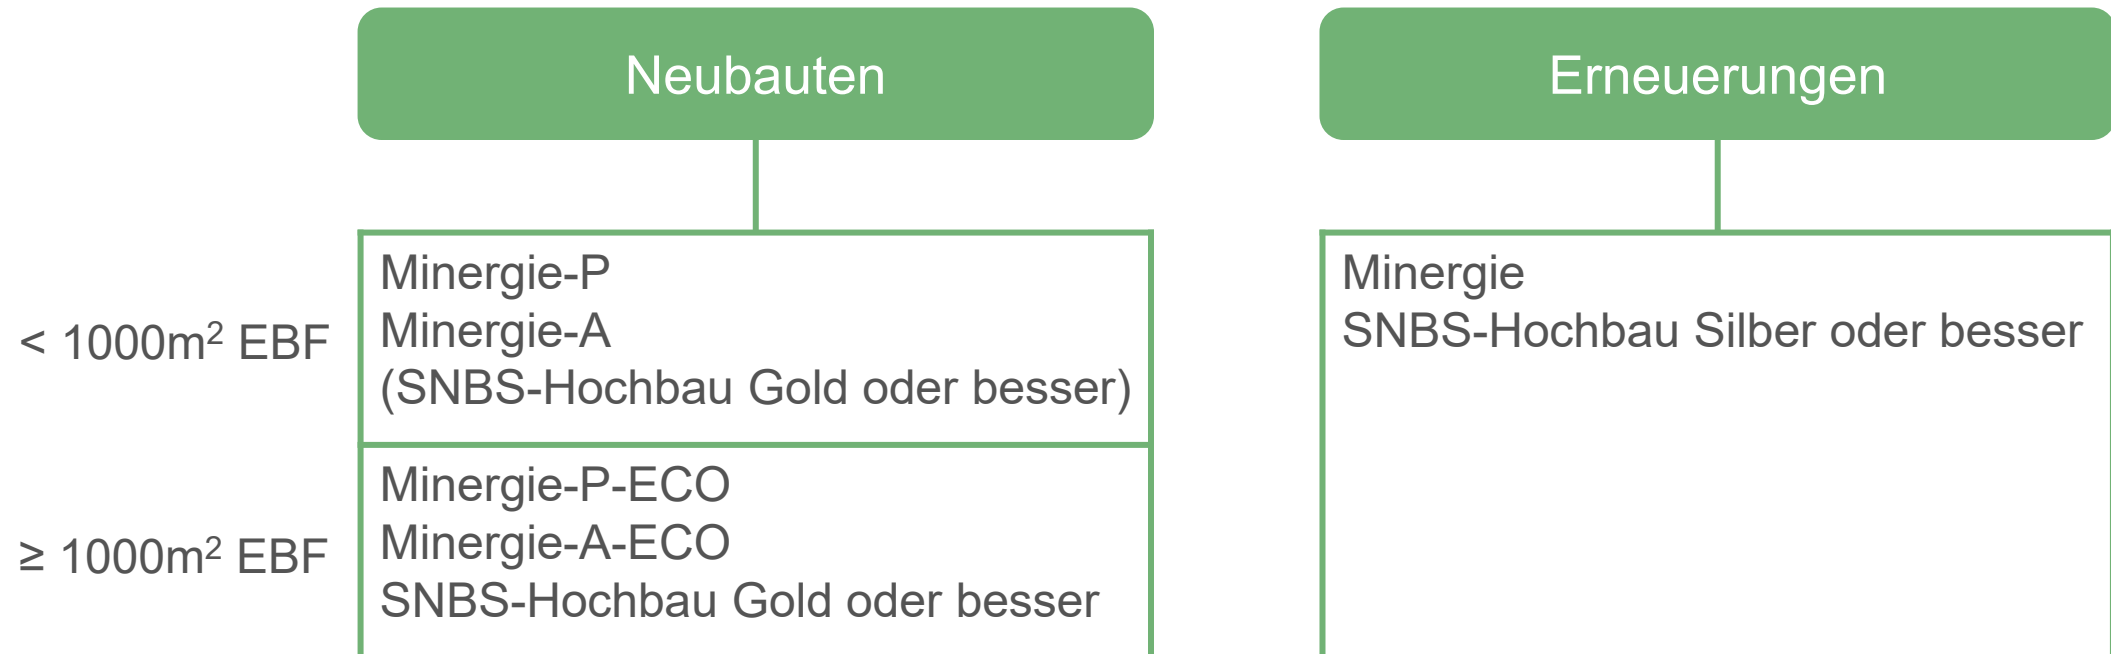 Neubauten
Erneuerungen
< 1000m² EBF
Minergie-P
Minergie-A
(SNBS-Hochbau Gold oder besser)
Minergie
SNBS-Hochbau Silber oder besser
≥ 1000m² EBF
Minergie-P-ECO
Minergie-A-ECO
SNBS-Hochbau Gold oder besser